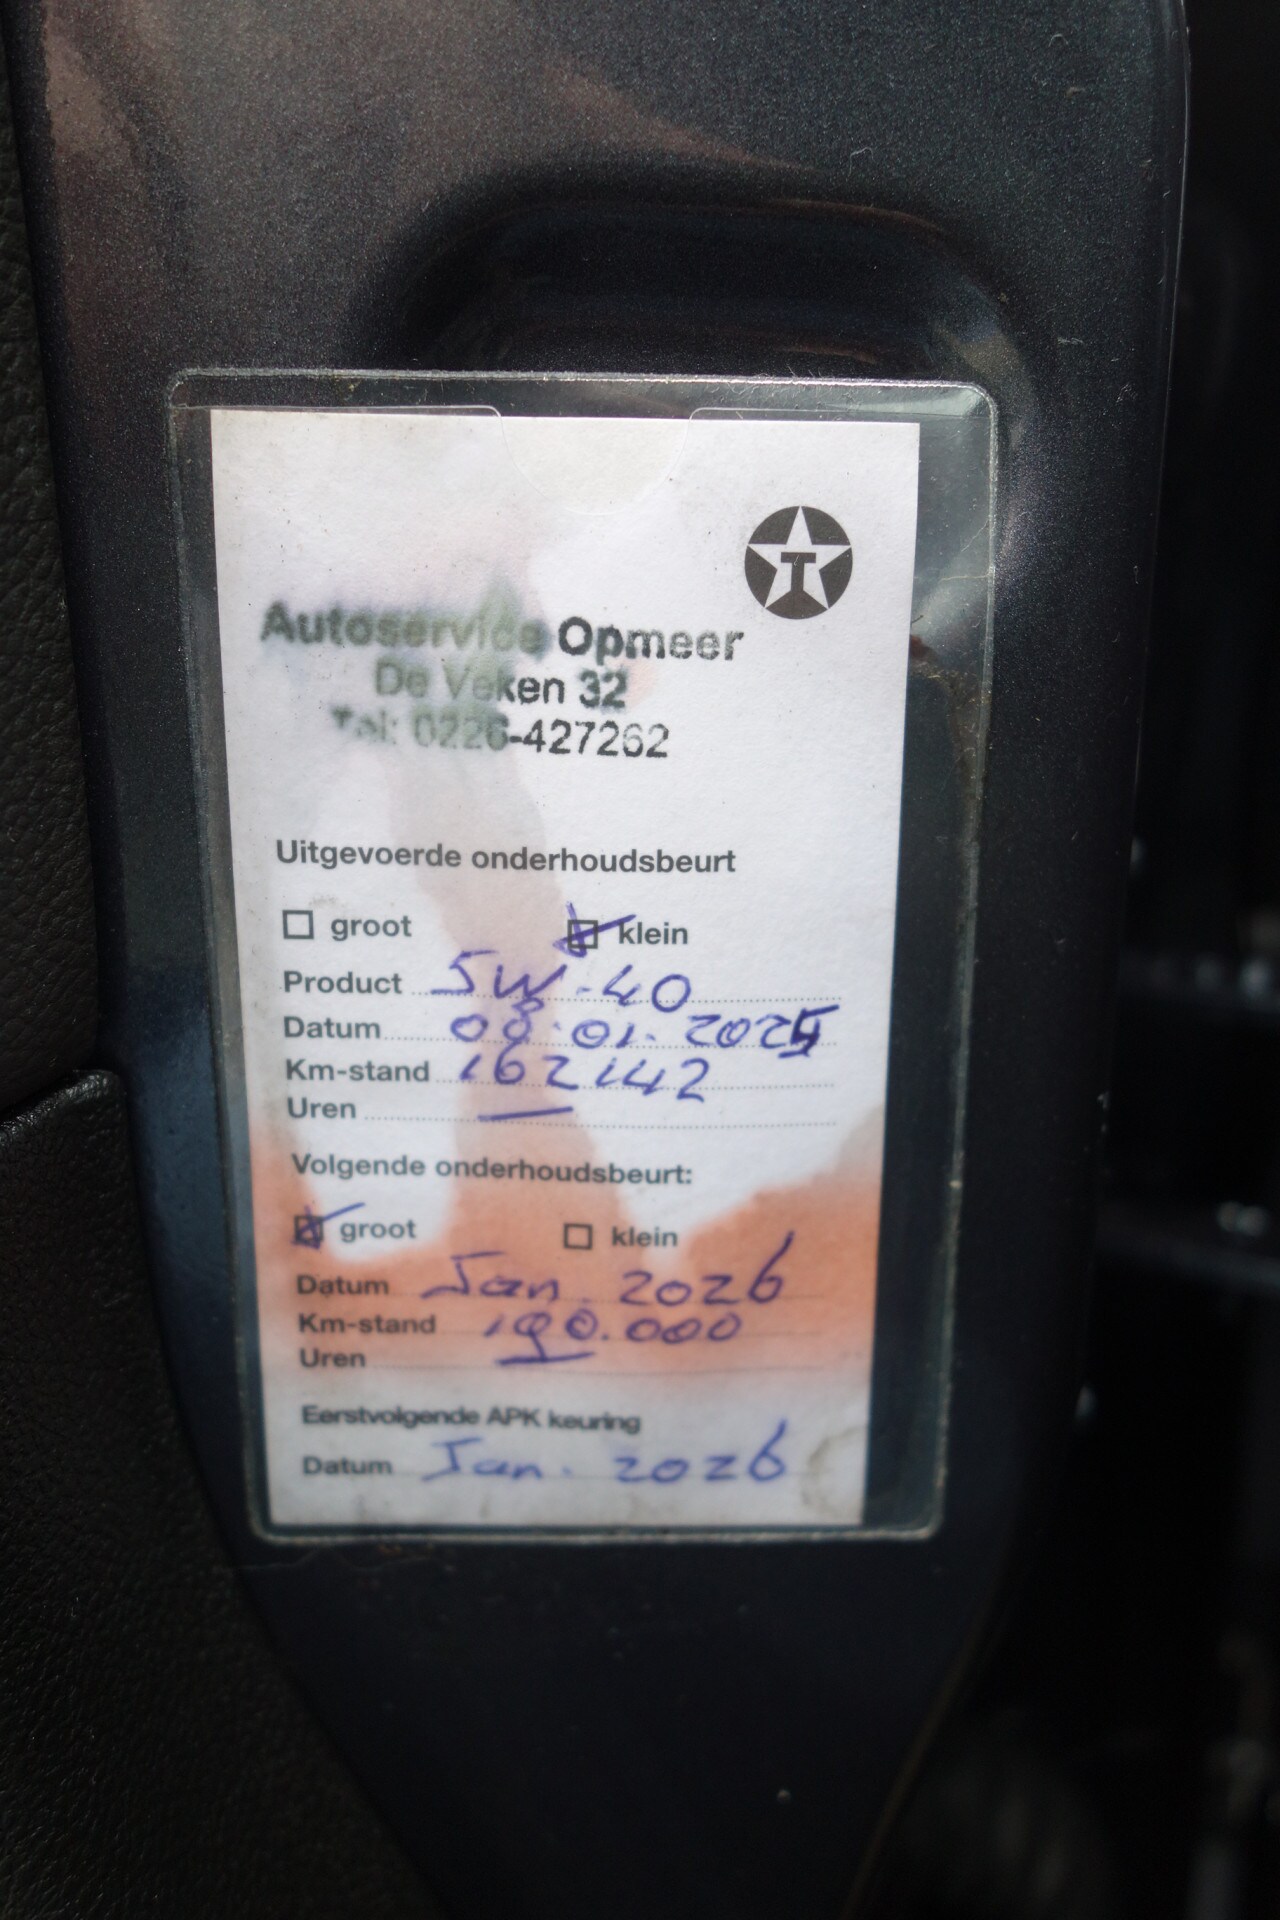 T
Autoservice Opmeer
De Veken 32
Tel: 0226-427262
Uitgevoerde onderhoudsbeurt
groot klein
Product 5W-40
Datum 08-01-2025
Km-stand 162142
Uren —
Volgende onderhoudsbeurt:
groot klein
Datum Jan. 2026
Km-stand 190.000
Uren —
Eerstvolgende APK keuring
Datum Jan. 2026